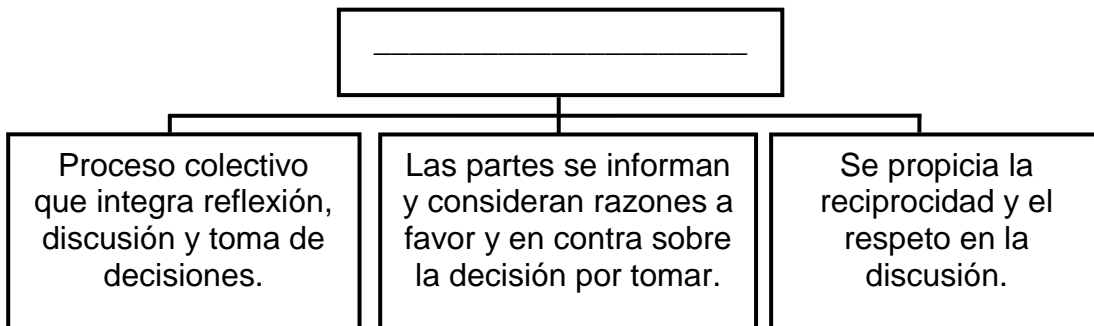 _____________________
Proceso colectivo
que integra reflexión,
discusión y toma de
decisiones.
Las partes se informan
y consideran razones a
favor y en contra sobre
la decisión por tomar.
Se propicia la
reciprocidad y el
respeto en la
discusión.